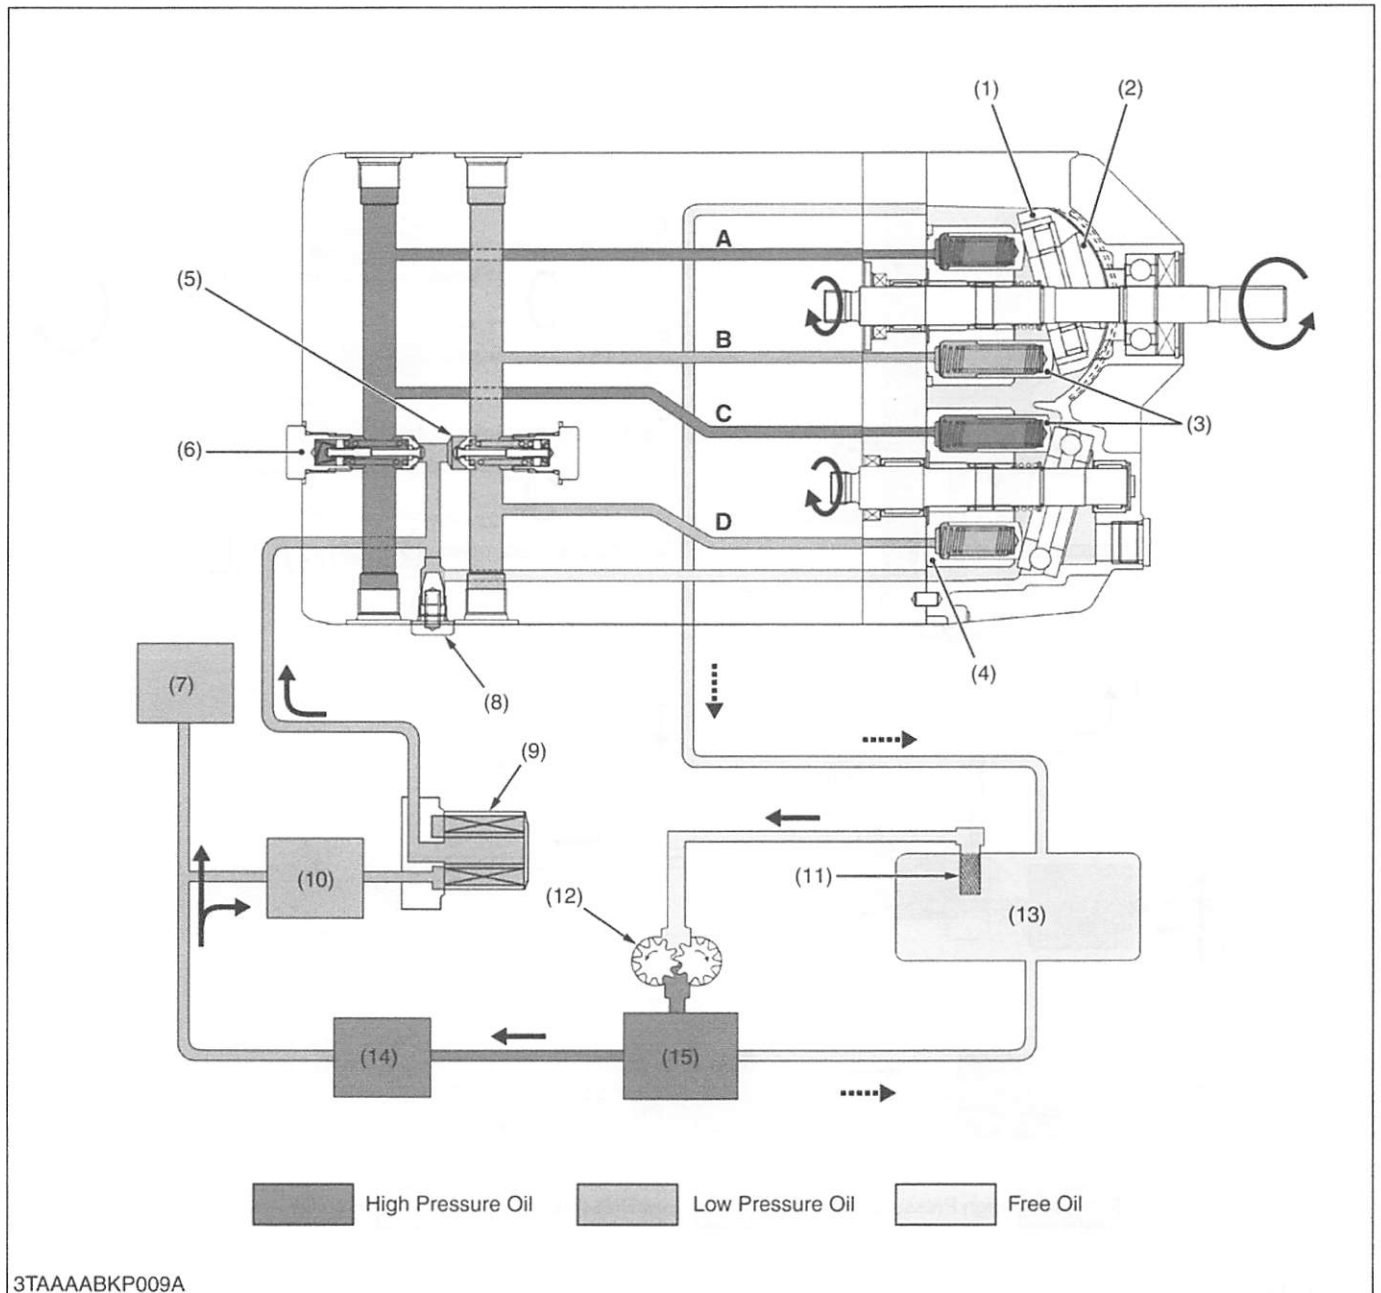 (1)
(2)
A
(5)
B
C
(3)
(6)
D
(4)
(7)
(8)
(9)
(10)
(11)
(12)
(13)
(14)
(15)
High Pressure Oil
Low Pressure Oil
Free Oil
3TAAAABKP009A